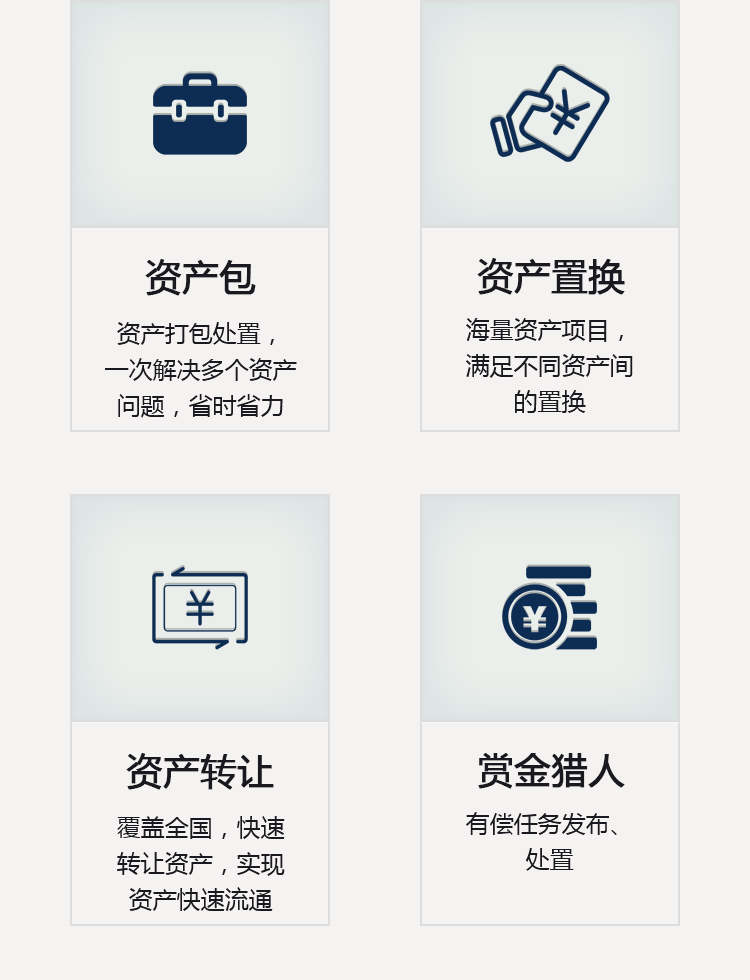 资产包
资产打包处置，
一次解决多个资产
问题，省时省力
资产置换
海量资产项目，
满足不同资产间
的置换
资产转让
覆盖全国，快速
转让资产，实现
资产快速流通
赏金猎人
有偿任务发布、
处置